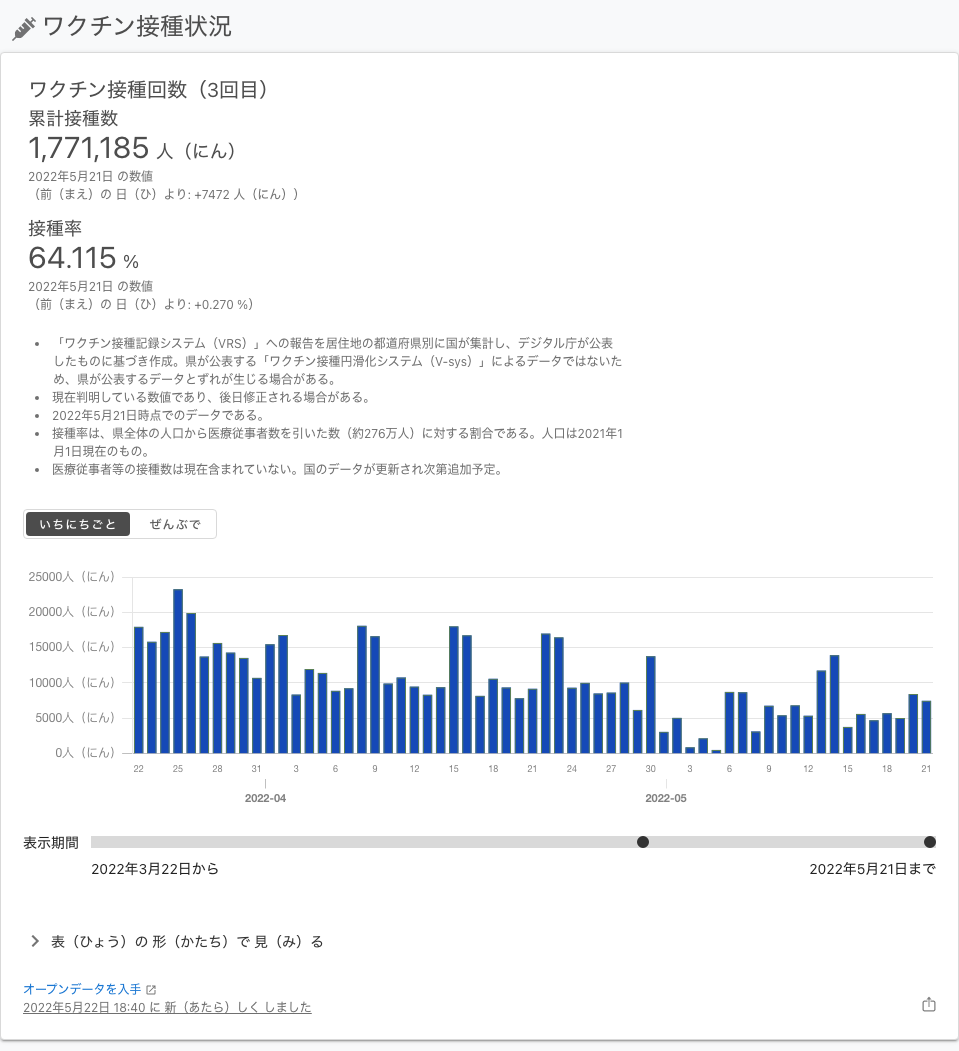 ワクチン接種状況
ワクチン接種回数（3回目）
累計接種数
1,771,185 人（にん）
2022年5月21日 の数値
（前（まえ）の 日（ひ）より: +7472 人（にん））
接種率
64.115 %
2022年5月21日 の数値
（前（まえ）の 日（ひ）より: +0.270 %）
• 「ワクチン接種記録システム（VRS）」への報告を居住地の都道府県別に国が集計し、デジタル庁が公表
したものに基づき作成。県が公表する「ワクチン接種円滑化システム（V-sys）」によるデータではないた
め、県が公表するデータとずれが生じる場合がある。
• 現在判明している数値であり、後日修正される場合がある。
• 2022年5月21日時点でのデータである。
• 接種率は、県全体の人口から医療従事者数を引いた数（約276万人）に対する割合である。人口は2021年1
月1日現在のもの。
• 医療従事者等の接種数は現在含まれていない。国のデータが更新され次第追加予定。
いちにちごと ぜんぶで
25000人（にん）
20000人（にん）
15000人（にん）
10000人（にん）
5000人（にん）
0人（にん）
22 25 28 31 3 6 9 12 15 18 21 24 27 30 3 6 9 12 15 18 21
2022-04 2022-05
表示期間
2022年3月22日から 2022年5月21日まで
表（ひょう）の 形（かたち）で 見（み）る
オープンデータを入手
2022年5月22日 18:40 に 新（あたら）しく しました